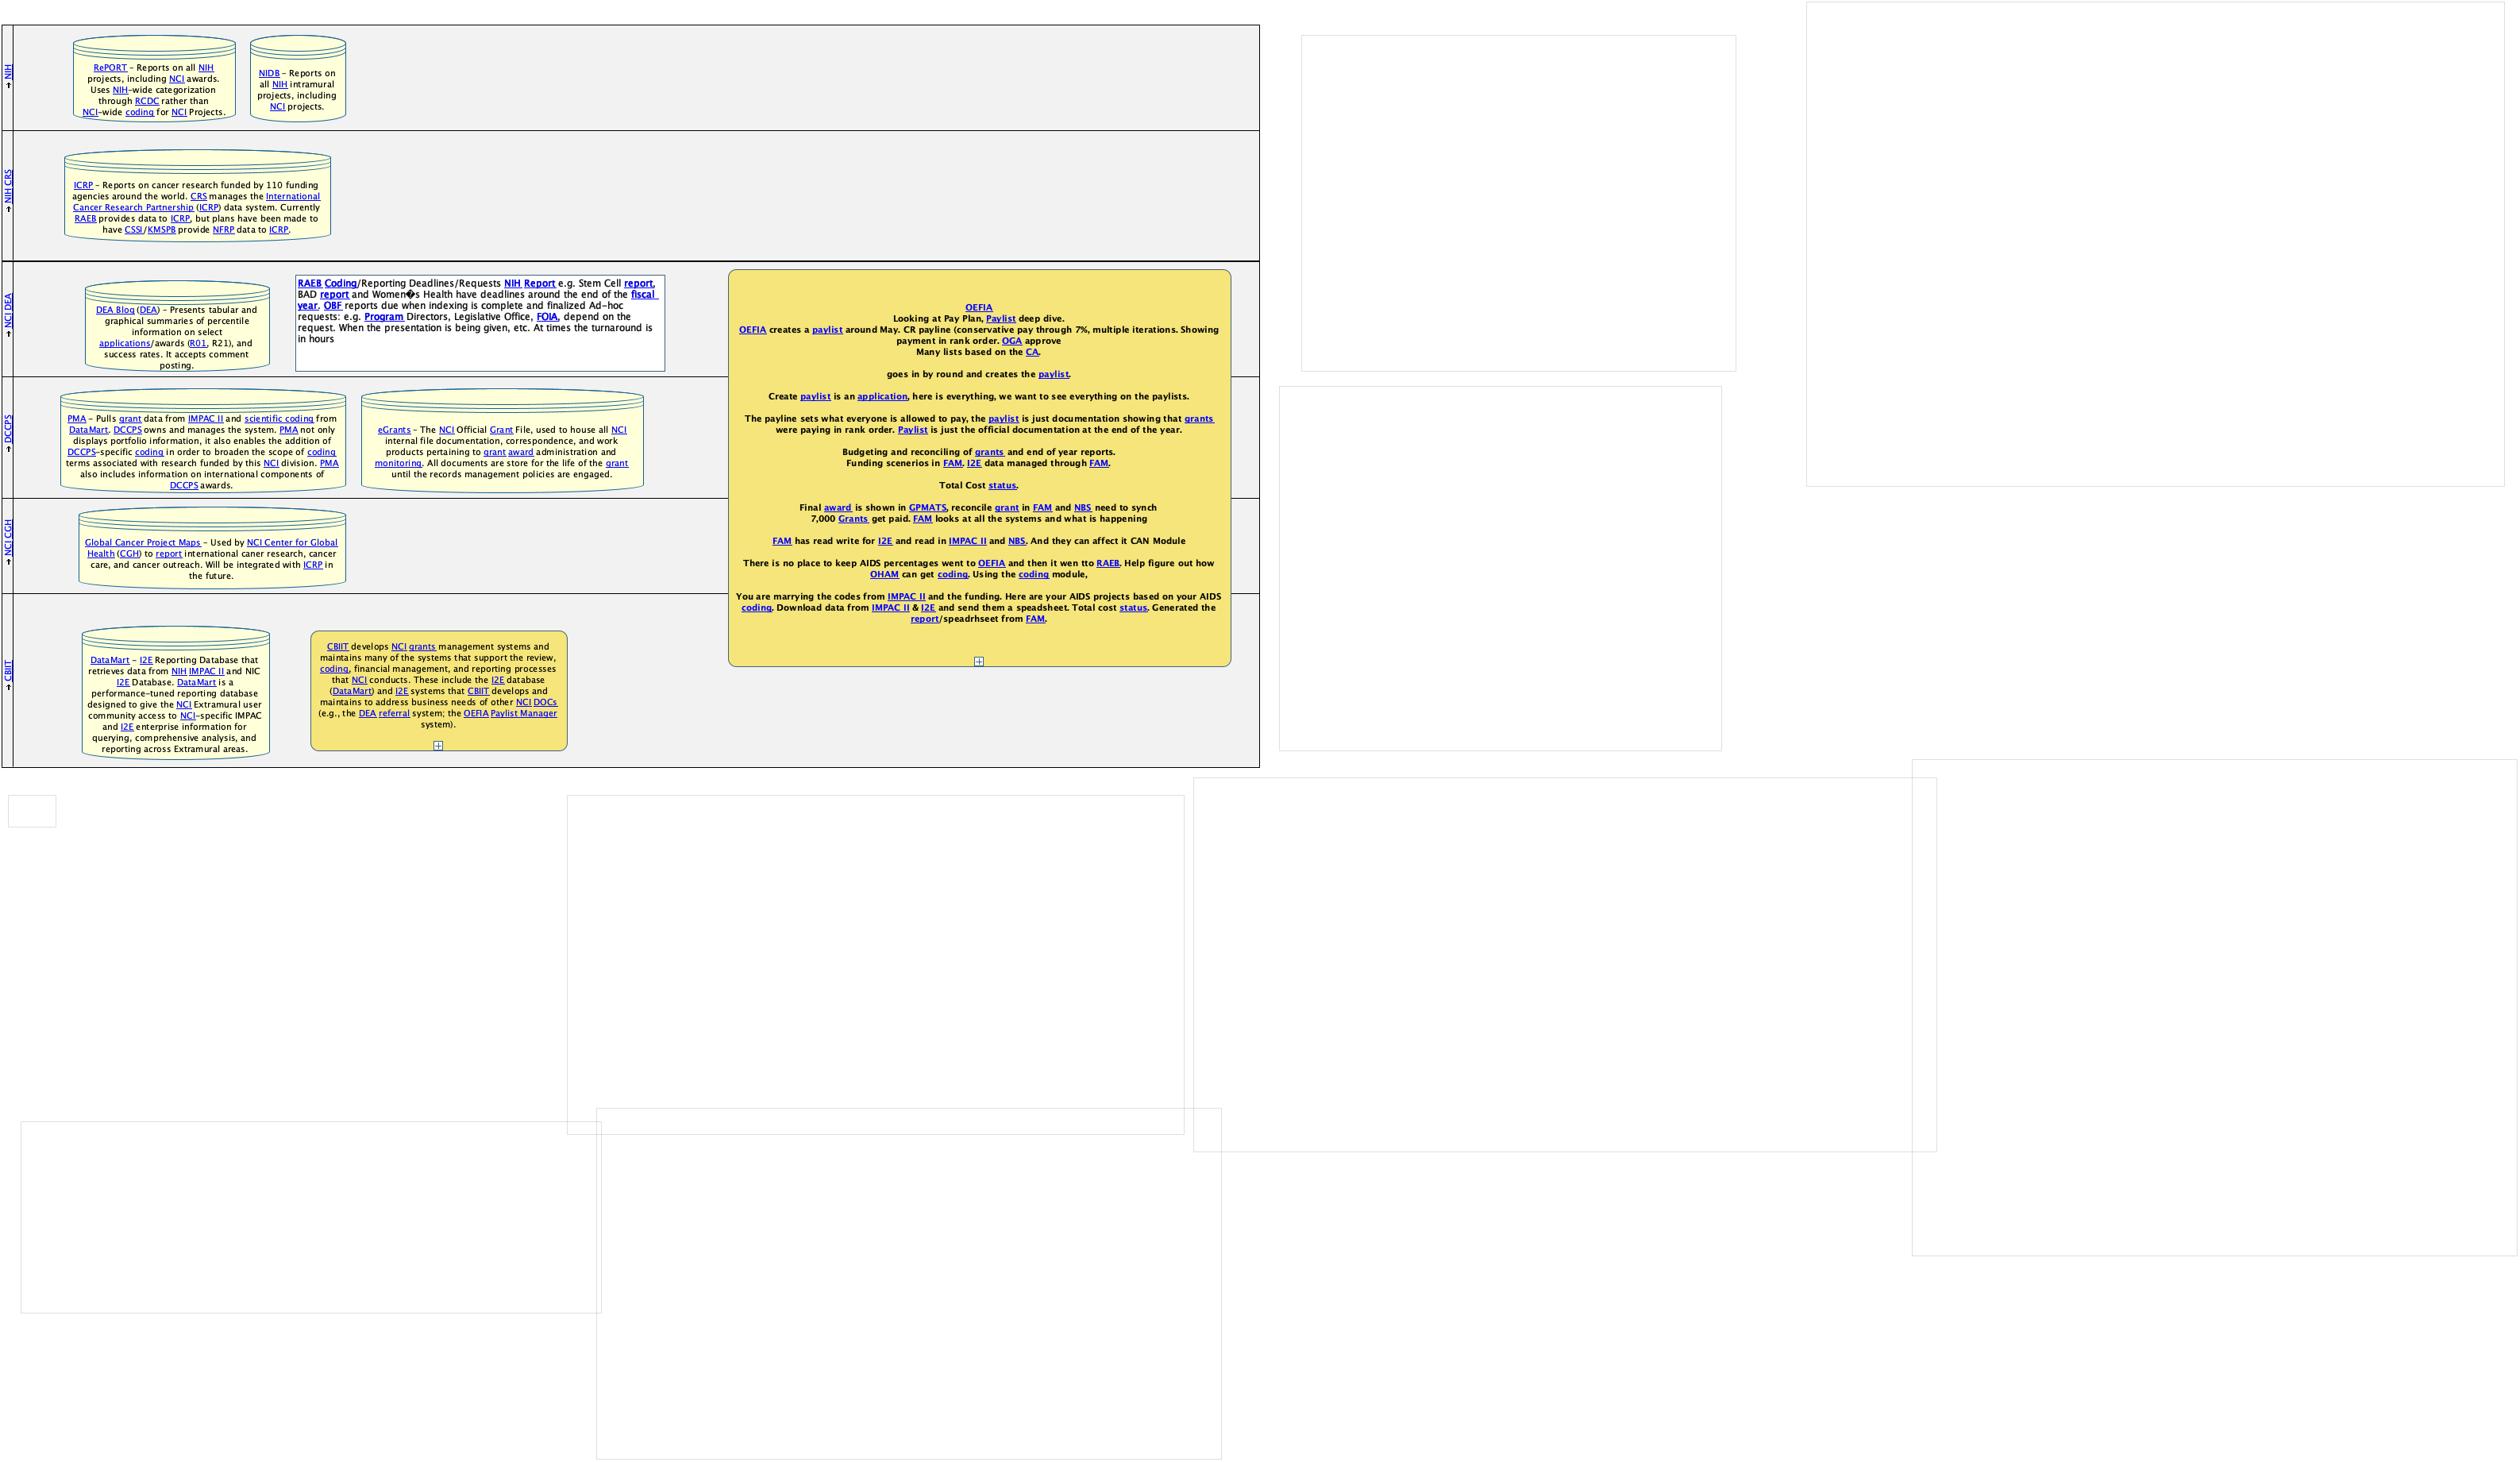 NIH
RePORT - Reports on all NIH
projects, including NCI awards.
Uses NIH-wide categorization
through RCDC rather than
NCI-wide coding for NCI Projects.
NIDB - Reports on
all NIH intramural
projects, including
NCI projects.
NIH CRS
ICRP - Reports on cancer research funded by 110 funding
agencies around the world. CRS manages the International
Cancer Research Partnership (ICRP) data system. Currently
RAEB provides data to ICRP, but plans have been made to
have CSSI/KMSPB provide NFRP data to ICRP.
NCI DEA
DEA Blog (DEA) - Presents tabular and
graphical summaries of percentile
information on select
applications/awards (R01, R21), and
success rates. It accepts comment
posting.
RAEB Coding/Reporting Deadlines/Requests NIH Report e.g. Stem Cell report,
BAD report and Women�s Health have deadlines around the end of the fiscal
year. OBF reports due when indexing is complete and finalized Ad-hoc
requests: e.g. Program Directors, Legislative Office, FOIA, depend on the
request. When the presentation is being given, etc. At times the turnaround is
in hours
OEFIA
Looking at Pay Plan, Paylist deep dive.
OEFIA creates a paylist around May. CR payline (conservative pay through 7%, multiple iterations. Showing
payment in rank order. OGA approve
Many lists based on the CA.
goes in by round and creates the paylist.
Create paylist is an application, here is everything, we want to see everything on the paylists.
The payline sets what everyone is allowed to pay, the paylist is just documentation showing that grants
were paying in rank order. Paylist is just the official documentation at the end of the year.
Budgeting and reconciling of grants and end of year reports.
Funding scenerios in FAM. I2E data managed through FAM.
Total Cost status.
Final award is shown in GPMATS, reconcile grant in FAM and NBS need to synch
7,000 Grants get paid. FAM looks at all the systems and what is happening
FAM has read write for I2E and read in IMPAC II and NBS. And they can affect it CAN Module
There is no place to keep AIDS percentages went to OEFIA and then it wen tto RAEB. Help figure out how
OHAM can get coding. Using the coding module,
You are marrying the codes from IMPAC II and the funding. Here are your AIDS projects based on your AIDS
coding. Download data from IMPAC II & I2E and send them a speadsheet. Total cost status. Generated the
report/speadrhseet from FAM.
DCCPS
PMA - Pulls grant data from IMPAC II and scientific coding from
DataMart. DCCPS owns and manages the system. PMA not only
displays portfolio information, it also enables the addition of
DCCPS-specific coding in order to broaden the scope of coding
terms associated with research funded by this NCI division. PMA
also includes information on international components of
DCCPS awards.
eGrants - The NCI Official Grant File, used to house all NCI
internal file documentation, correspondence, and work
products pertaining to grant award administration and
monitoring. All documents are store for the life of the grant
until the records management policies are engaged.
NCI CGH
Global Cancer Project Maps - Used by NCI Center for Global
Health (CGH) to report international caner research, cancer
care, and cancer outreach. Will be integrated with ICRP in
the future.
CBIIT
DataMart - I2E Reporting Database that
retrieves data from NIH IMPAC II and NIC
I2E Database. DataMart is a
performance-tuned reporting database
designed to give the NCI Extramural user
community access to NCI-specific IMPAC
and I2E enterprise information for
querying, comprehensive analysis, and
reporting across Extramural areas.
CBIIT develops NCI grants management systems and
maintains many of the systems that support the review,
coding, financial management, and reporting processes
that NCI conducts. These include the I2E database
(DataMart) and I2E systems that CBIIT develops and
maintains to address business needs of other NCI DOCs
(e.g., the DEA referral system; the OEFIA Paylist Manager
system).